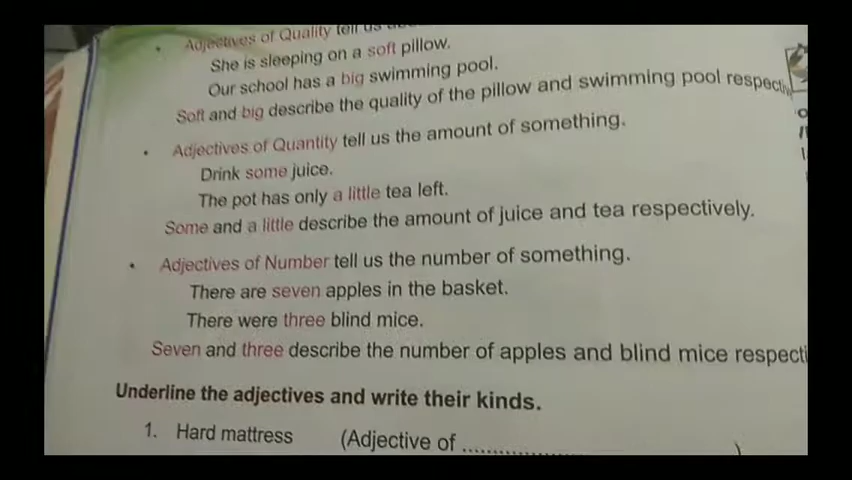 Adjectives of Quality tell us
She is sleeping on a soft pillow.
Our school has a big swimming pool.
Soft and big describe the quality of the pillow and swimming pool respectiv
Adjectives of Quantity tell us the amount of something.
Drink some juice.
The pot has only a little tea left.
Some and a little describe the amount of juice and tea respectively.
Adjectives of Number tell us the number of something.
There are seven apples in the basket.
There were three blind mice.
Seven and three describe the number of apples and blind mice respecti
Underline the adjectives and write their kinds.
1. Hard mattress (Adjective of .................... )